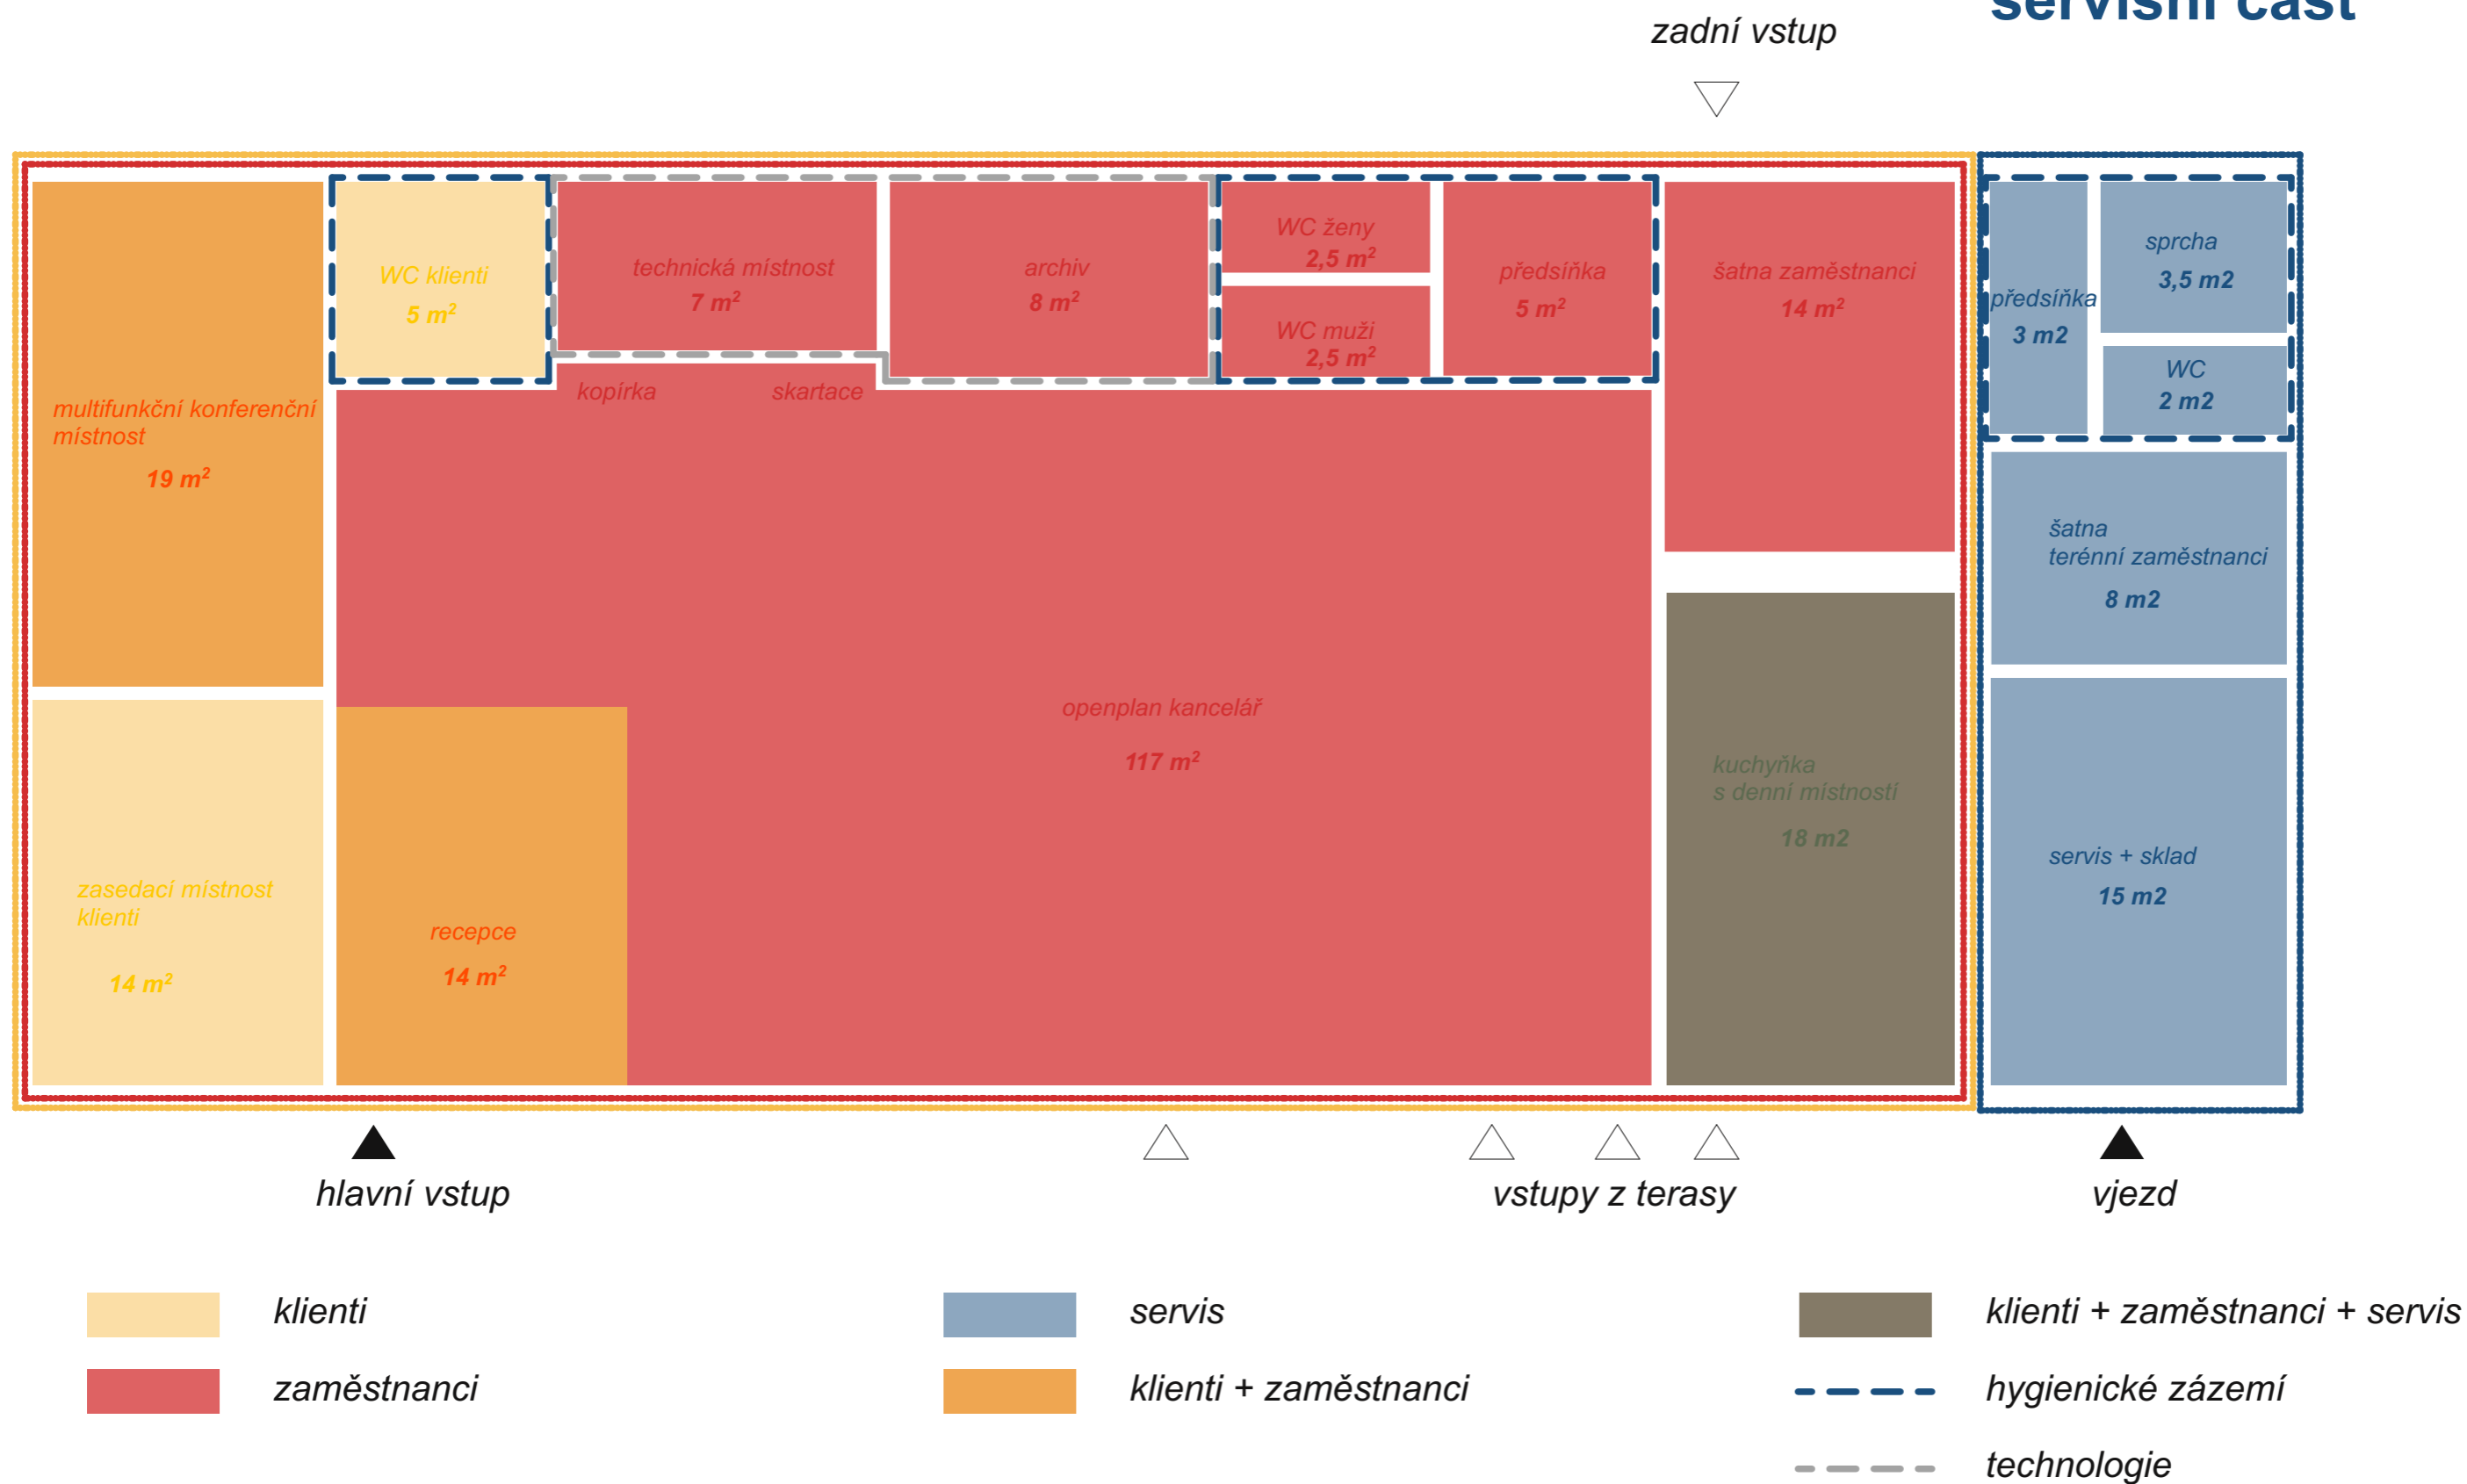 servisní část
zadní vstup
WC klienti
5 m²
technická místnost
7 m²
archiv
8 m²
WC ženy
2,5 m²
WC muži
2,5 m²
předsíňka
5 m²
šatna zaměstnanci
14 m²
předsíňka
3 m2
sprcha
3,5 m2
WC
2 m2
kopírka
skartace
multifunkční konferenční
místnost
19 m²
šatna
terénní zaměstnanci
8 m2
openplan kancelář
117 m²
kuchyňka
s denní místností
18 m2
servis + sklad
15 m2
zasedací místnost
klienti
14 m²
recepce
14 m²
hlavní vstup
vstupy z terasy
vjezd
klienti
servis
klienti + zaměstnanci + servis
zaměstnanci
klienti + zaměstnanci
hygienické zázemí
technologie